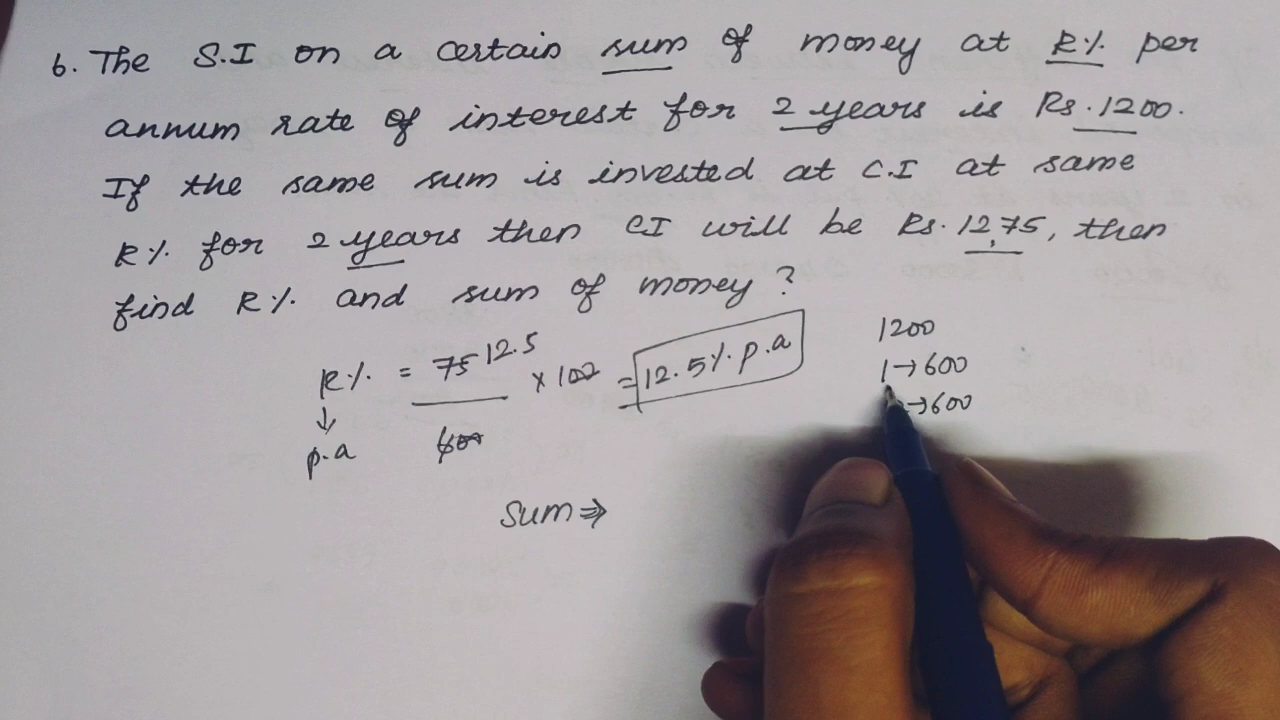 6. The S.I on a certain sum of money at R% per
annum rate of interest for 2 years is Rs. 1200.
If the same sum is invested at C.I at same
R% for 2 years then CI will be Rs. 1275, then
find R% and sum of money?
R% = 75 12.5 × 100 = 12.5% p.a
600
p.a
1200
1→600
→600
Sum ⇒